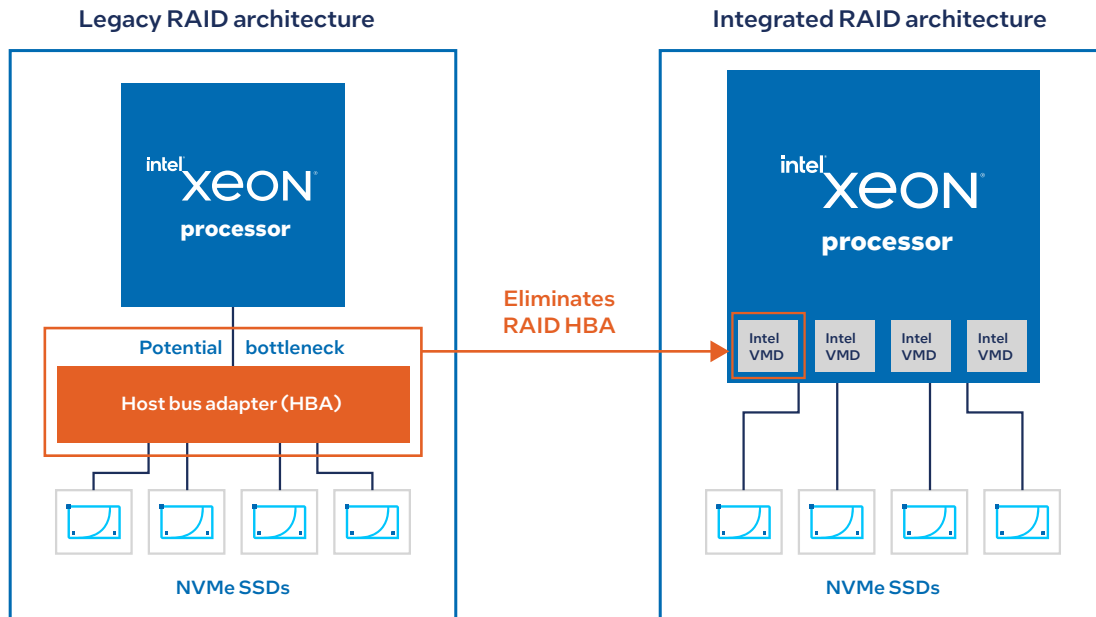 Legacy RAID architecture
intel
XEON®
processor
Potential bottleneck
Host bus adapter (HBA)
NVMe SSDs
Eliminates
RAID HBA
Integrated RAID architecture
intel
XEON®
processor
Intel
VMD
Intel
VMD
Intel
VMD
Intel
VMD
NVMe SSDs